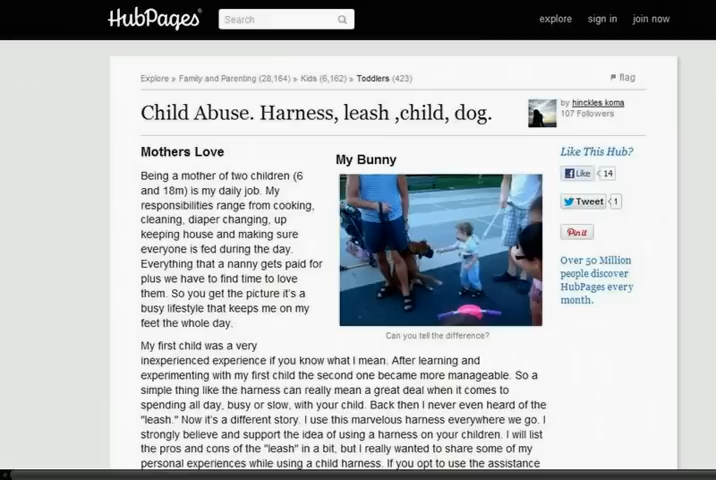 HubPages
Search
explore
sign in
join now
Explore » Family and Parenting (28,164) » Kids (6,162) » Toddlers (423)
flag
Child Abuse. Harness, leash ,child, dog.
by hinckles koma
107 Followers
Mothers Love
Being a mother of two children (6
and 18m) is my daily job. My
responsibilities range from cooking,
cleaning, diaper changing, up
keeping house and making sure
everyone is fed during the day.
Everything that a nanny gets paid for
plus we have to find time to love
them. So you get the picture it's a
busy lifestyle that keeps me on my
feet the whole day.
My Bunny
Can you tell the difference?
My first child was a very
inexperienced experience if you know what I mean. After learning and
experimenting with my first child the second one became more manageable. So a
simple thing like the harness can really mean a great deal when it comes to
spending all day, busy or slow, with your child. Back then I never even heard of the
"leash." Now it's a different story. I use this marvelous harness everywhere we go. I
strongly believe and support the idea of using a harness on your children. I will list
the pros and cons of the "leash" in a bit, but I really wanted to share some of my
personal experiences while using a child harness. If you opt to use the assistance
Like This Hub?
Like
14
Tweet
1
Pin it
Over 50 Million
people discover
HubPages every
month.